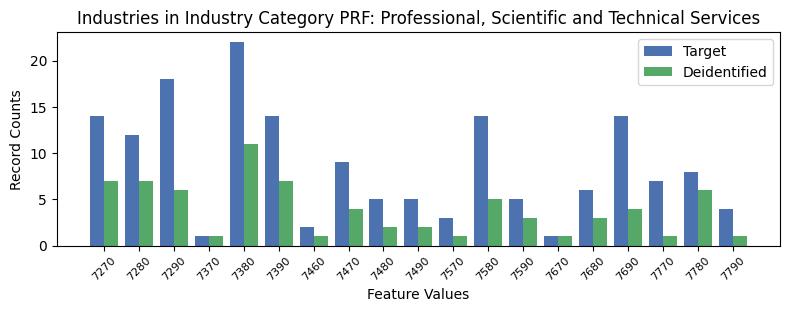 Industries in Industry Category PRF: Professional, Scientific and Technical Services
Target
Deidentified
Record Counts
20
15
10
5
0
7270 7280 7290 7370 7380 7390 7460 7470 7480 7490 7570 7580 7590 7670 7680 7690 7770 7780 7790
Feature Values